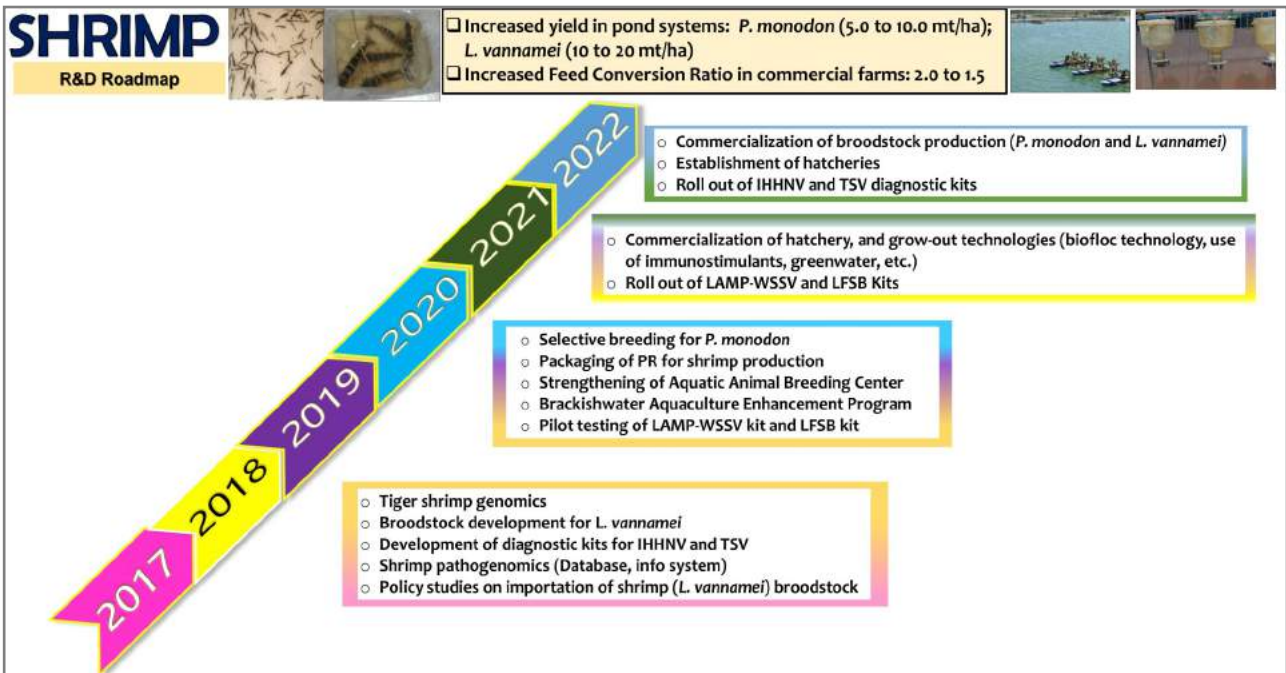 SHRIMP
R&D Roadmap
❑ Increased yield in pond systems: P. monodon (5.0 to 10.0 mt/ha);
L. vannamei (10 to 20 mt/ha)
❑ Increased Feed Conversion Ratio in commercial farms: 2.0 to 1.5
2022
○ Commercialization of broodstock production (P. monodon and L. vannamei)
○ Establishment of hatcheries
○ Roll out of IHHNV and TSV diagnostic kits
2021
○ Commercialization of hatchery, and grow-out technologies (biofloc technology, use
of immunostimulants, greenwater, etc.)
○ Roll out of LAMP-WSSV and LFSB Kits
2020
○ Selective breeding for P. monodon
○ Packaging of PR for shrimp production
○ Strengthening of Aquatic Animal Breeding Center
○ Brackishwater Aquaculture Enhancement Program
○ Pilot testing of LAMP-WSSV kit and LFSB kit
2019
2018
○ Tiger shrimp genomics
○ Broodstock development for L. vannamei
○ Development of diagnostic kits for IHHNV and TSV
○ Shrimp pathogenomics (Database, info system)
○ Policy studies on importation of shrimp (L. vannamei) broodstock
2017